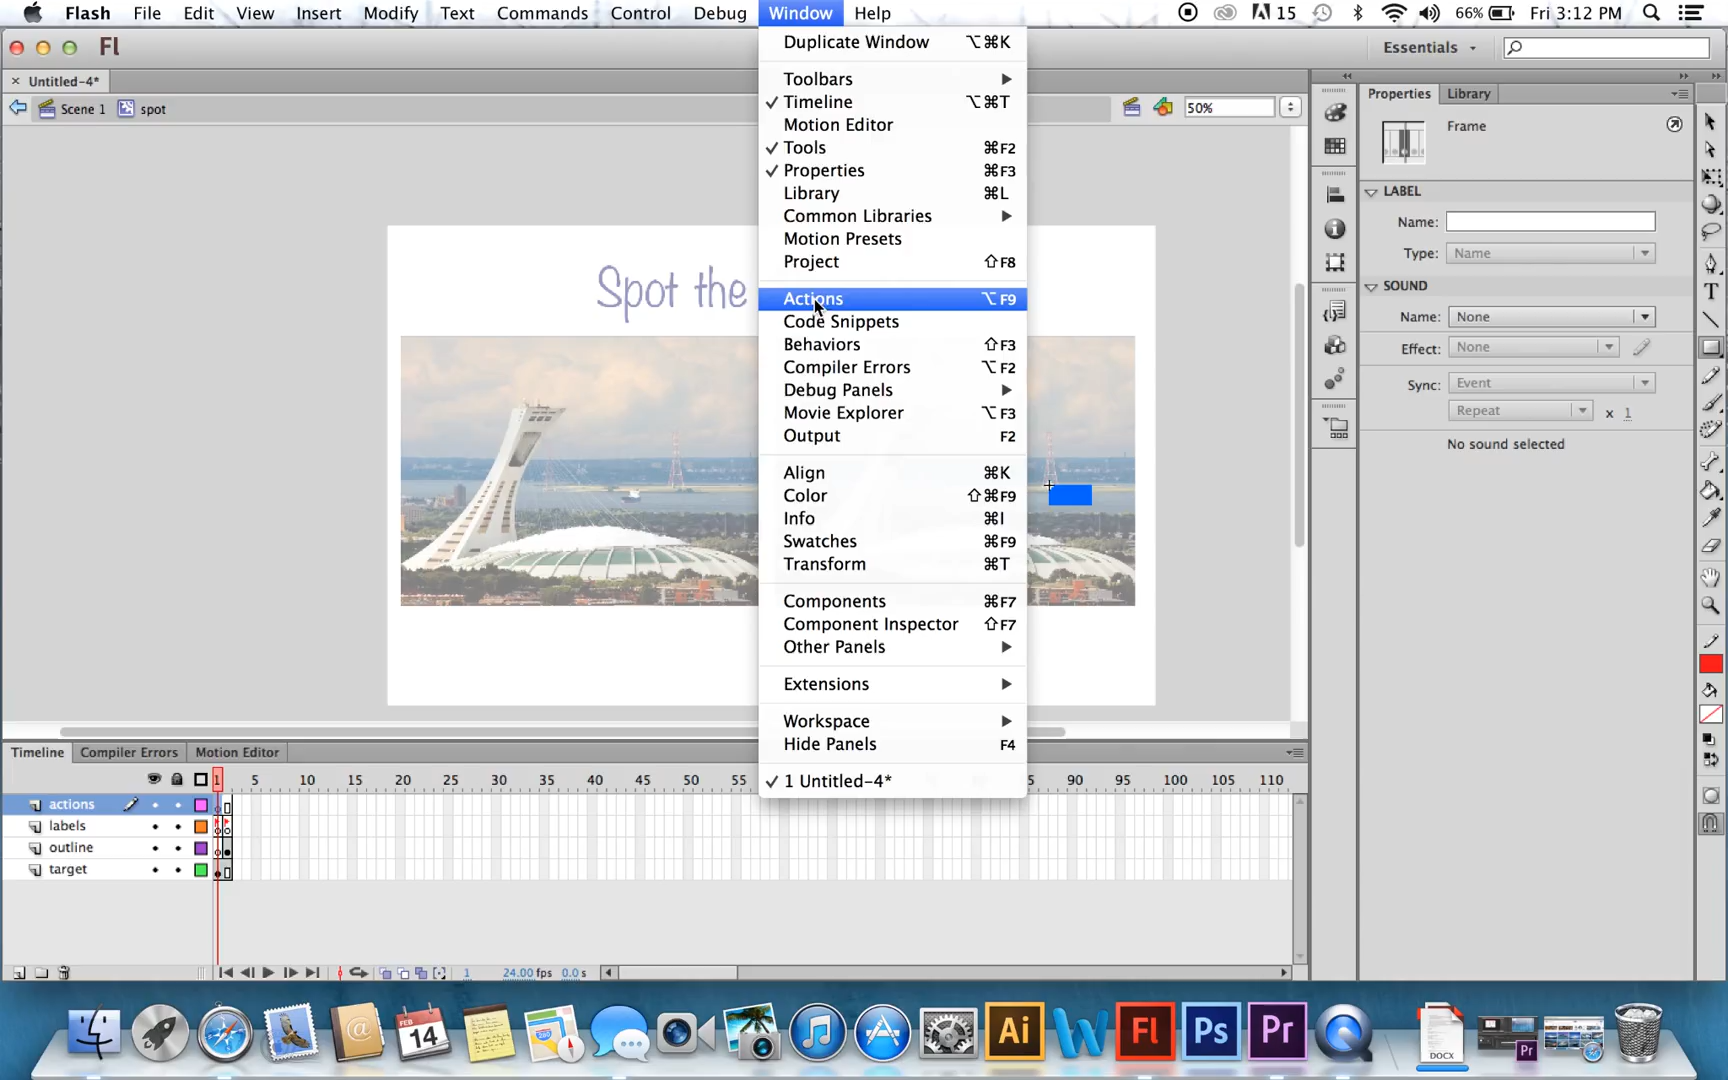 Flash File Edit View Insert Modify Text Commands Control Debug Window Help 15 66% Fri 3:12 PM
Fl Essentials
Untitled-4*
Scene 1 spot 50%
Duplicate Window ⌥⌘K
Toolbars
Timeline ⌥⌘T
Motion Editor
Tools ⌘F2
Properties ⌘F3
Library ⌘L
Common Libraries
Motion Presets
Project ⇧F8
Actions ⌥F9
Code Snippets
Behaviors ⇧F3
Compiler Errors ⌥F2
Debug Panels
Movie Explorer ⌥F3
Output F2
Align ⌘K
Color ⇧⌘F9
Info ⌘I
Swatches ⌘F9
Transform ⌘T
Components ⌘F7
Component Inspector ⇧F7
Other Panels
Extensions
Workspace
Hide Panels F4
1 Untitled-4*
Spot the
Properties Library
Frame
LABEL
Name:
Type: Name
SOUND
Name: None
Effect: None
Sync: Event
Repeat x 1
No sound selected
Timeline Compiler Errors Motion Editor
1 5 10 15 20 25 30 35 40 45 50 55 5 90 95 100 105 110
actions
labels
outline
target
1 24.00 fps 0.0 s
FEB 14 Ai Fl Ps Pr DOCX Pr